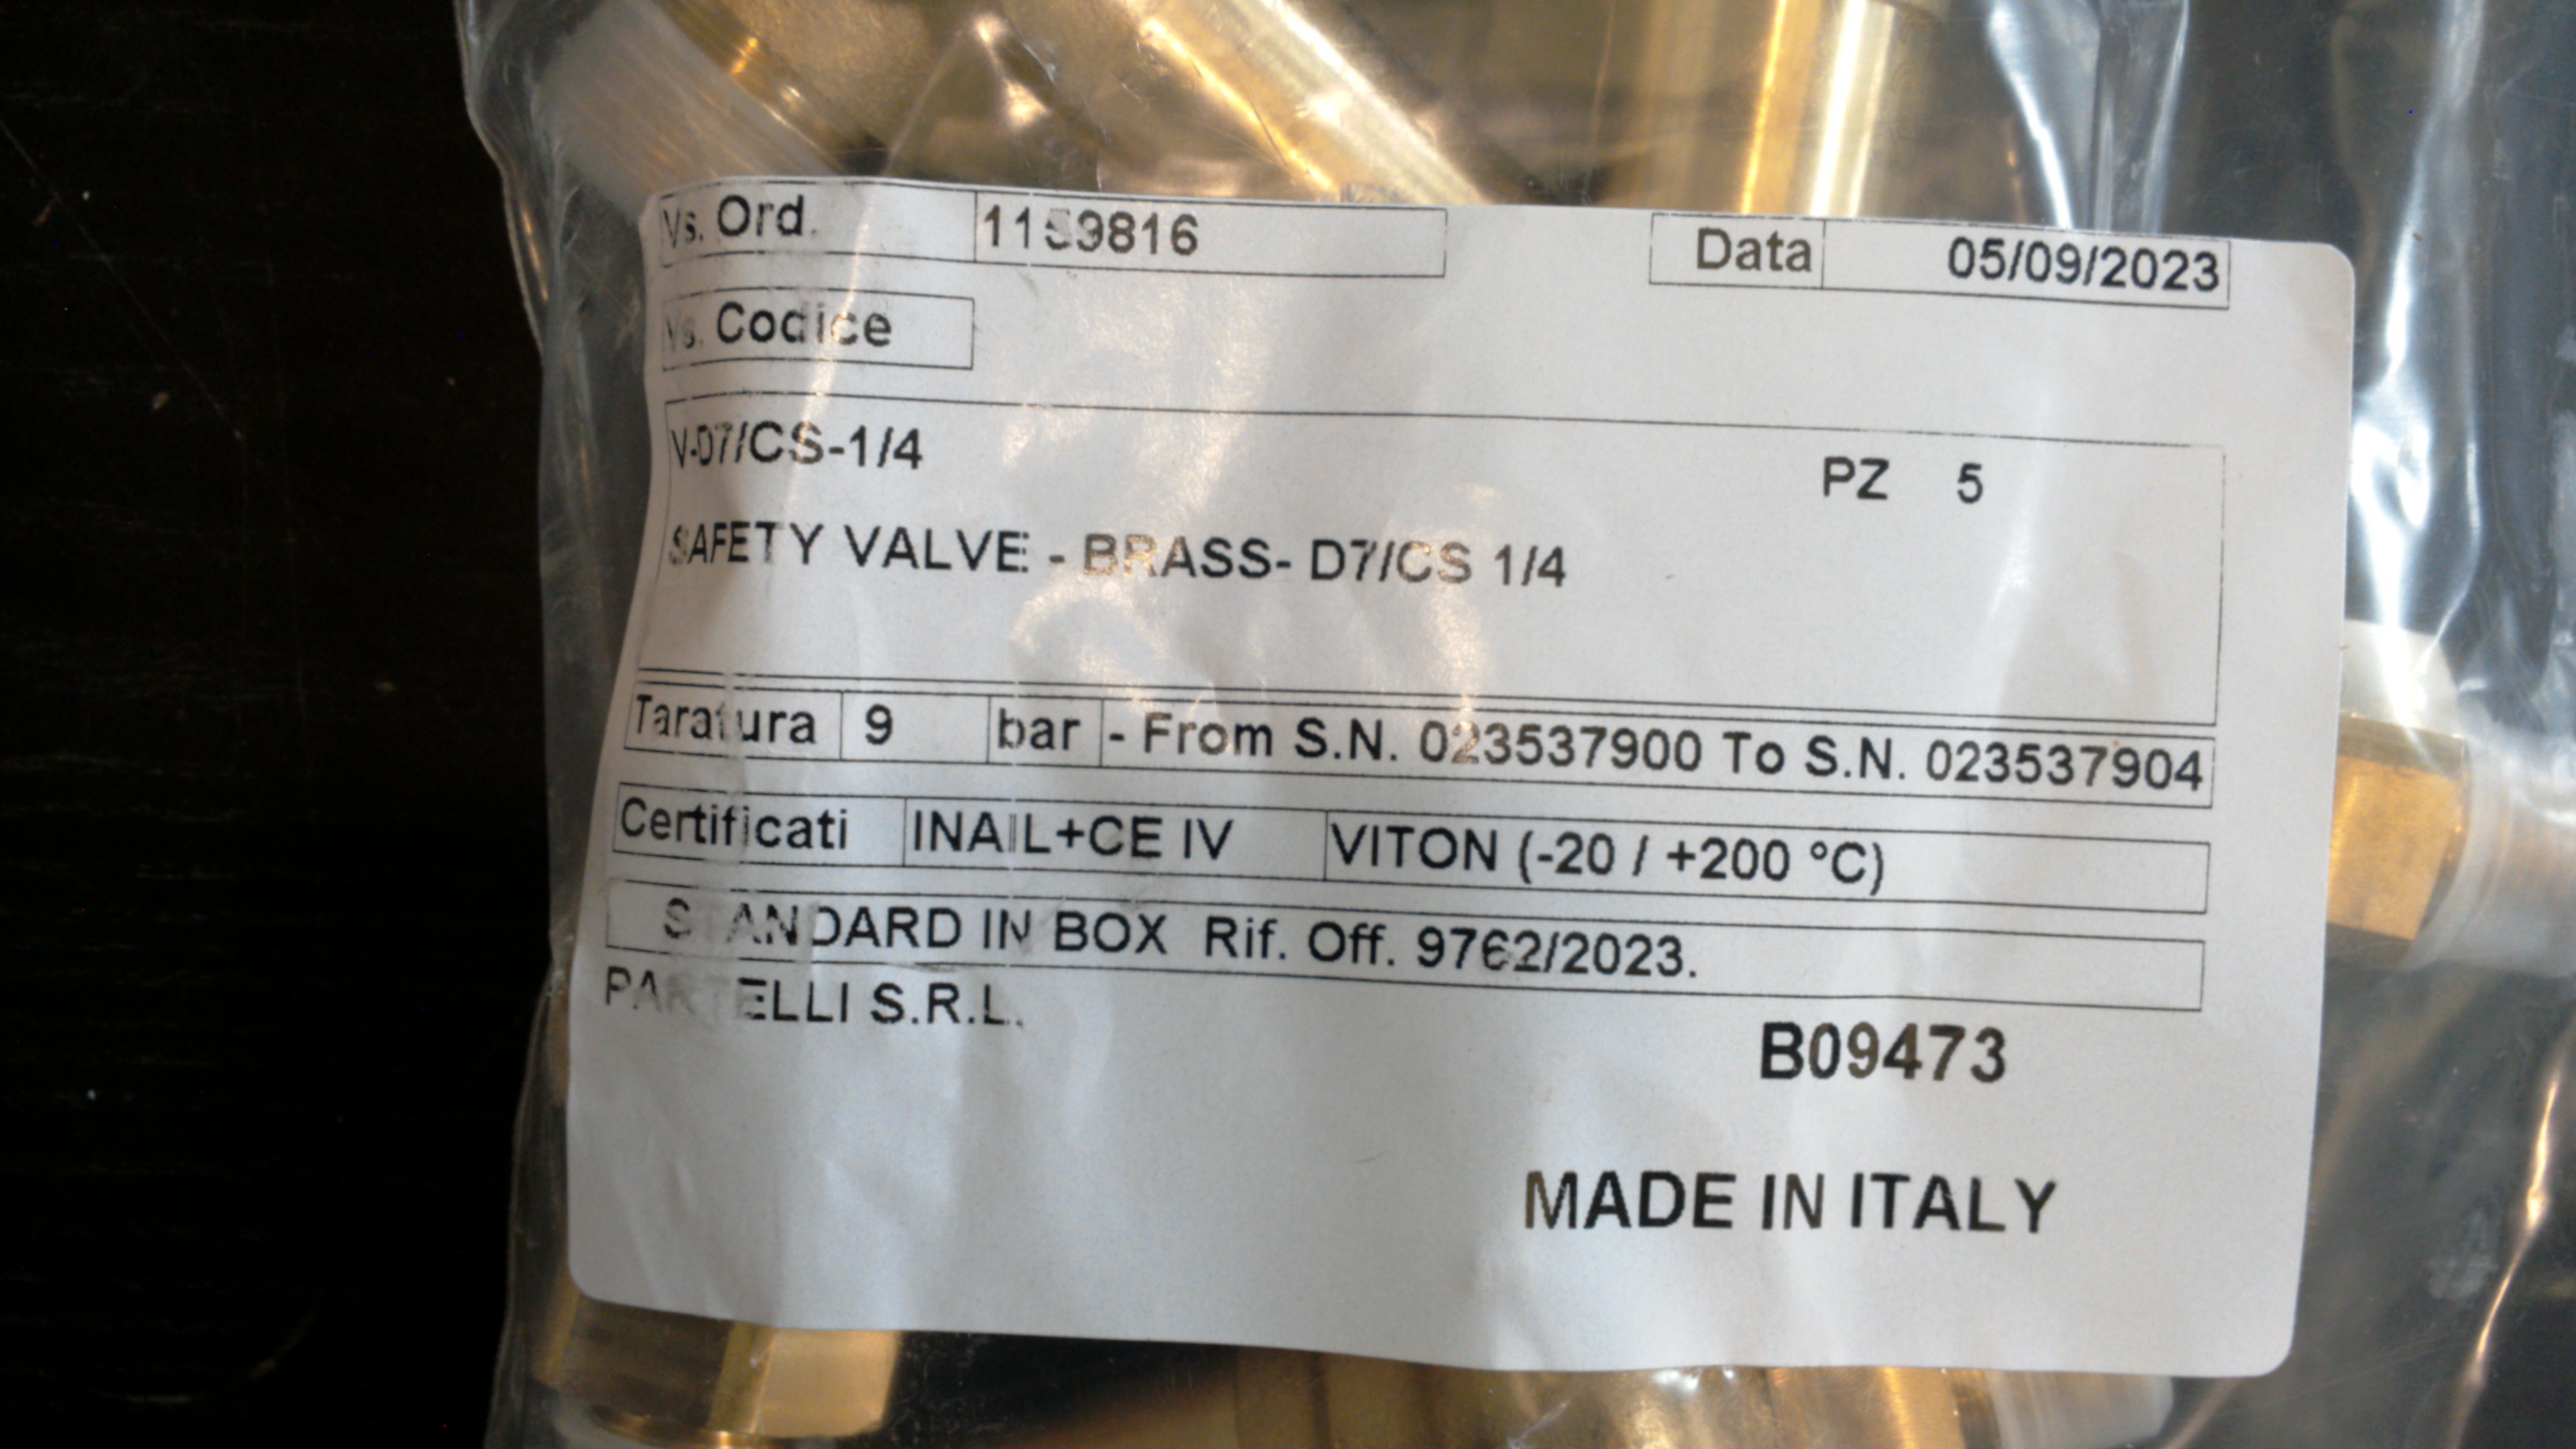 Vs. Ord. 1159816 Data 05/09/2023
Vs. Codice
V-D7/CS-1/4 PZ 5
SAFETY VALVE - BRASS- D7/CS 1/4
Taratura 9 bar - From S.N. 023537900 To S.N. 023537904
Certificati INAIL+CE IV VITON (-20 / +200 °C)
STANDARD IN BOX Rif. Off. 9762/2023.
S.R.L.
B09473
MADE IN ITALY